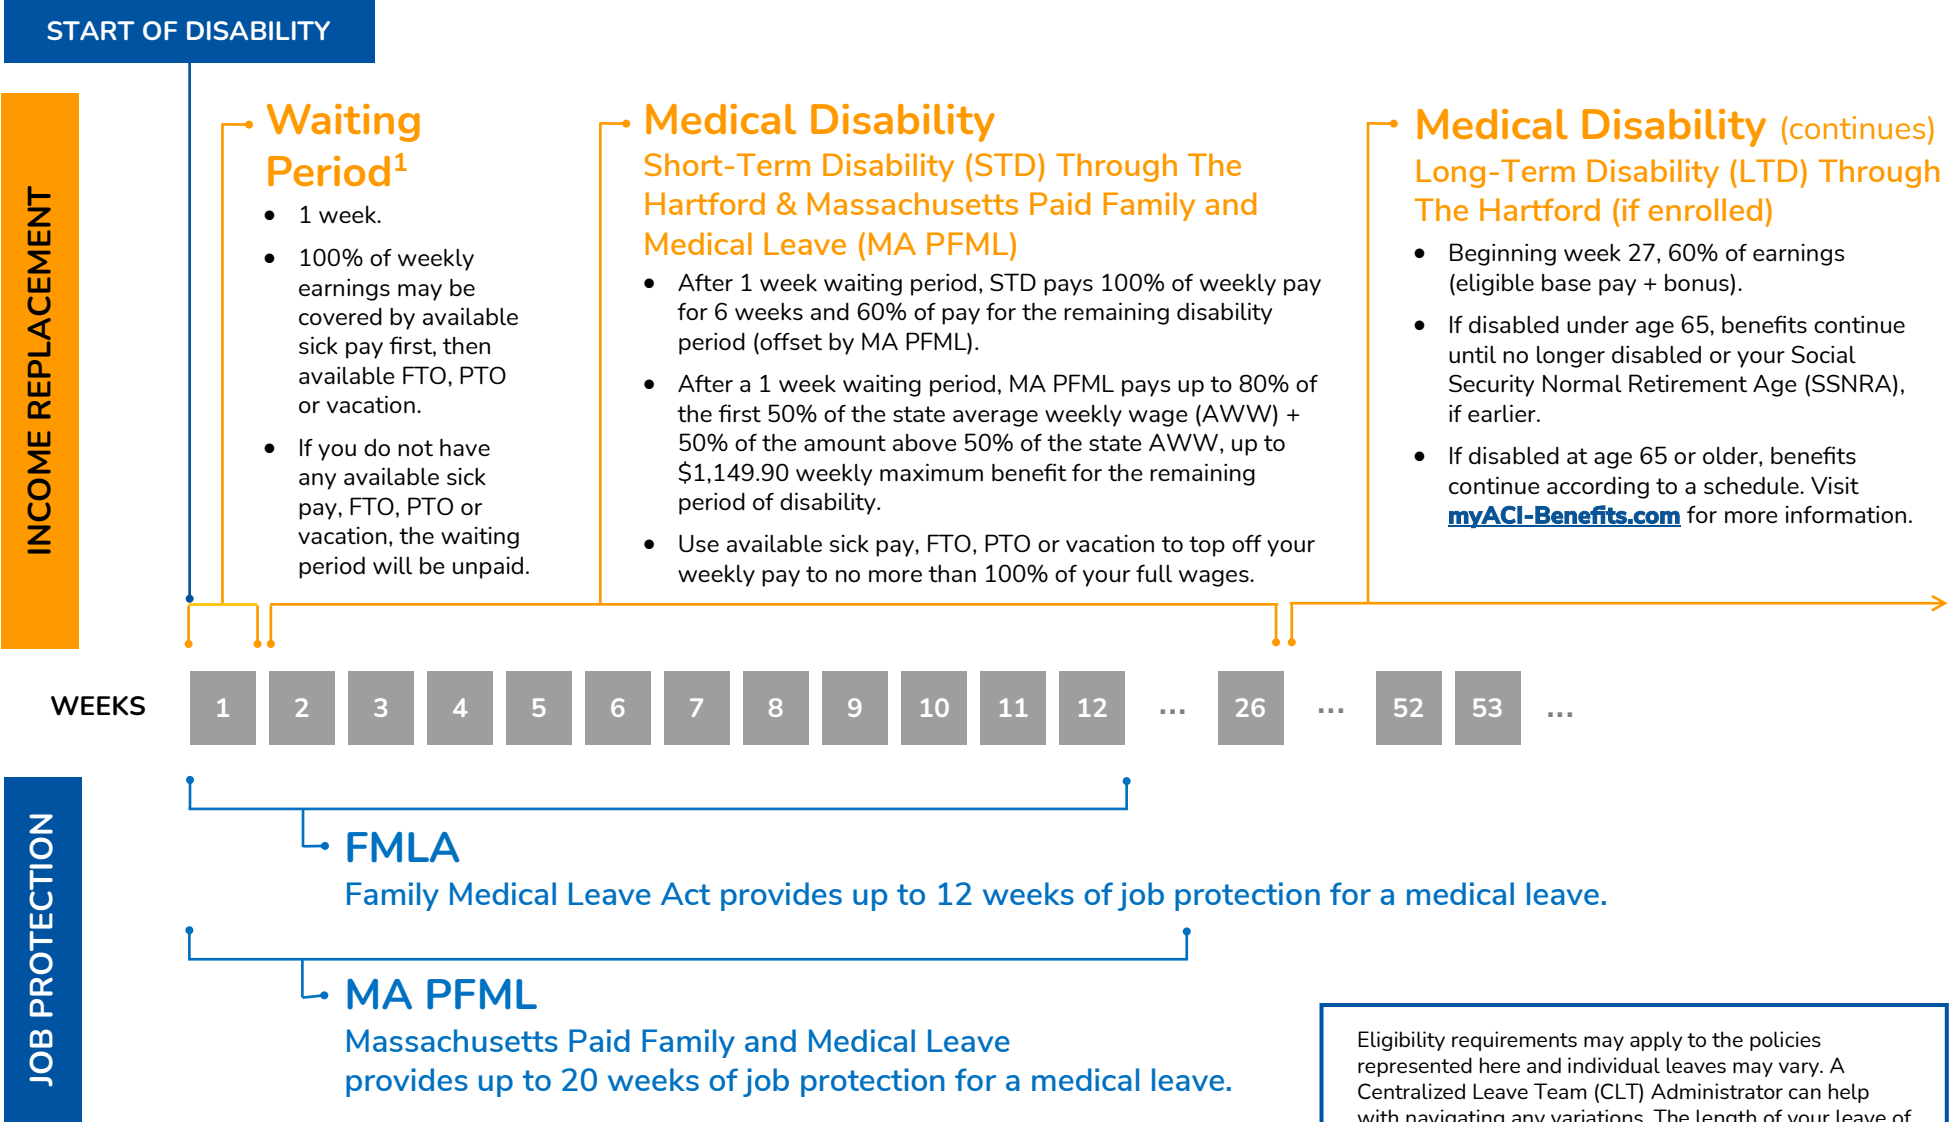 START OF DISABILITY
INCOME REPLACEMENT
Waiting
Period¹
• 1 week.
• 100% of weekly
earnings may be
covered by available
sick pay first, then
available FTO, PTO
or vacation.
• If you do not have
any available sick
pay, FTO, PTO or
vacation, the waiting
period will be unpaid.
Medical Disability
Short-Term Disability (STD) Through The
Hartford & Massachusetts Paid Family and
Medical Leave (MA PFML)
• After 1 week waiting period, STD pays 100% of weekly pay
for 6 weeks and 60% of pay for the remaining disability
period (offset by MA PFML).
• After a 1 week waiting period, MA PFML pays up to 80% of
the first 50% of the state average weekly wage (AWW) +
50% of the amount above 50% of the state AWW, up to
$1,149.90 weekly maximum benefit for the remaining
period of disability.
• Use available sick pay, FTO, PTO or vacation to top off your
weekly pay to no more than 100% of your full wages.
Medical Disability (continues)
Long-Term Disability (LTD) Through
The Hartford (if enrolled)
• Beginning week 27, 60% of earnings
(eligible base pay + bonus).
• If disabled under age 65, benefits continue
until no longer disabled or your Social
Security Normal Retirement Age (SSNRA),
if earlier.
• If disabled at age 65 or older, benefits
continue according to a schedule. Visit
myACI-Benefits.com for more information.
WEEKS 1 2 3 4 5 6 7 8 9 10 11 12 ... 26 ... 52 53 ...
JOB PROTECTION
FMLA
Family Medical Leave Act provides up to 12 weeks of job protection for a medical leave.
MA PFML
Massachusetts Paid Family and Medical Leave
provides up to 20 weeks of job protection for a medical leave.
Eligibility requirements may apply to the policies
represented here and individual leaves may vary. A
Centralized Leave Team (CLT) Administrator can help
with navigating any variations. The length of your leave of